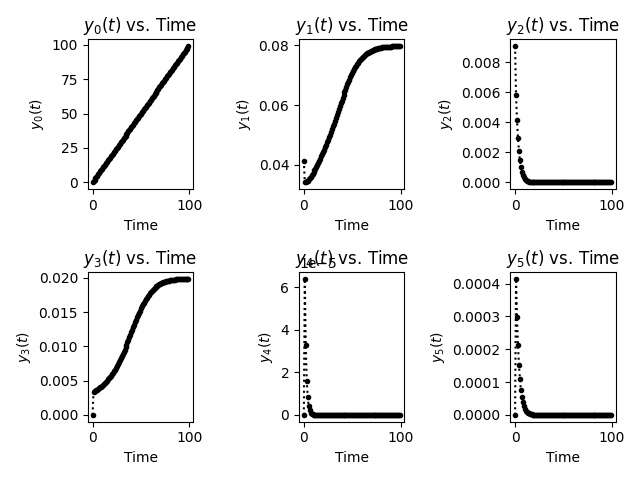 y₀(t) vs. Time
100
75
50
25
0
y₀(t)
0 100
Time
y₁(t) vs. Time
0.08
0.06
0.04
y₁(t)
0 100
Time
y₂(t) vs. Time
0.008
0.006
0.004
0.002
0.000
y₂(t)
0 100
Time
y₃(t) vs. Time
0.020
0.015
0.010
0.005
0.000
y₃(t)
0 100
Time
y₄(t) vs. Time
1e−5
6
4
2
0
y₄(t)
0 100
Time
y₅(t) vs. Time
0.0004
0.0003
0.0002
0.0001
0.0000
y₅(t)
0 100
Time